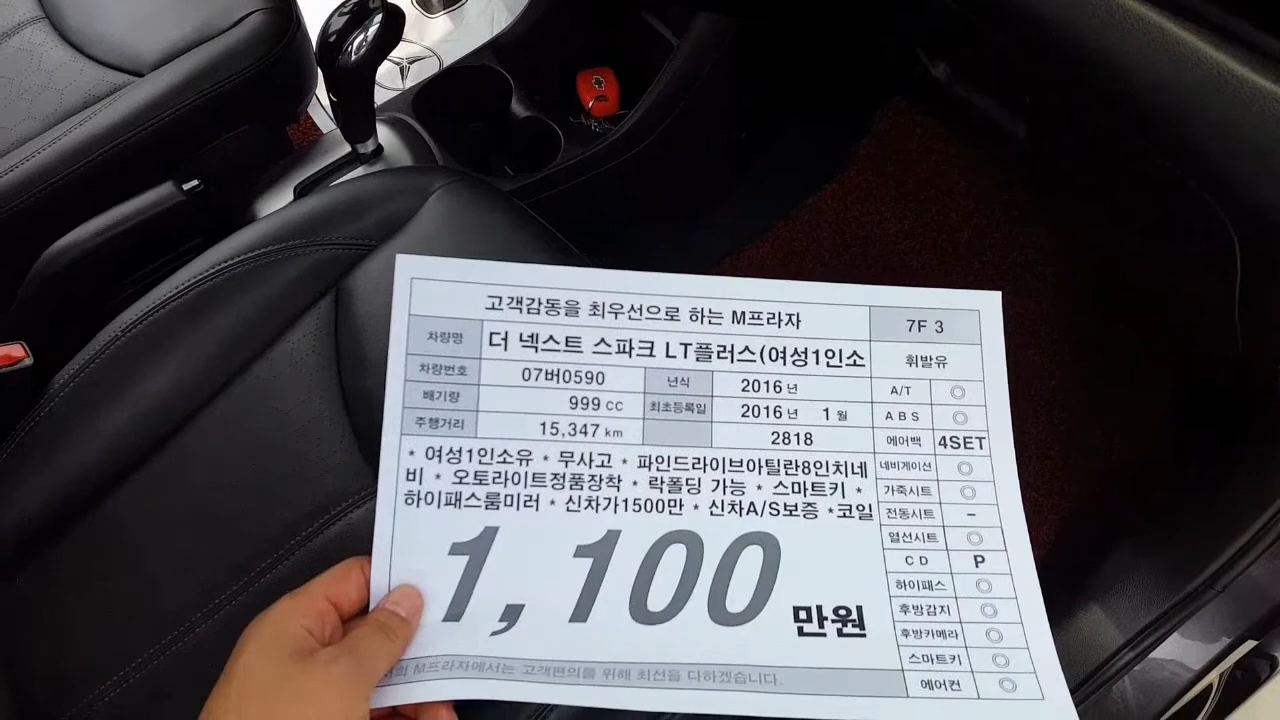 고객감동을 최우선으로 하는 M프라자
7F 3
차량명 더 넥스트 스파크 LT플러스(여성1인소
휘발유
차량번호 07버0590 년식 2016 년
A/T ◎
배기량 999 CC 최초등록일 2016 년 1 월
ABS ◎
주행거리 15,347 km 2818
에어백 4SET
* 여성1인소유 * 무사고 * 파인드라이브아틸란8인치네
비 * 오토라이트정품장착 * 락폴딩 가능 * 스마트키 *
하이패스룸미러 * 신차가1500만 * 신차A/S보증 *코일
네비게이션 ◎
가죽시트 ◎
전동시트 -
열선시트 ◎
CD P
하이패스 ◎
후방감지 ◎
후방카메라 ◎
스마트키 ◎
에어컨 ◎
1,100 만원
M프라자에서는 고객편의를 위해 최선을 다하겠습니다.